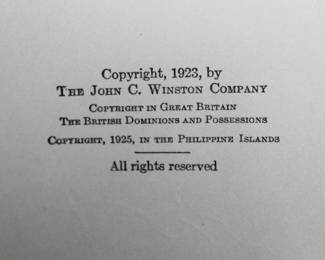 Copyright, 1923, by
The John C. Winston Company
Copyright in Great Britain
The British Dominions and Possessions
Copyright, 1925, in the Philippine Islands
All rights reserved